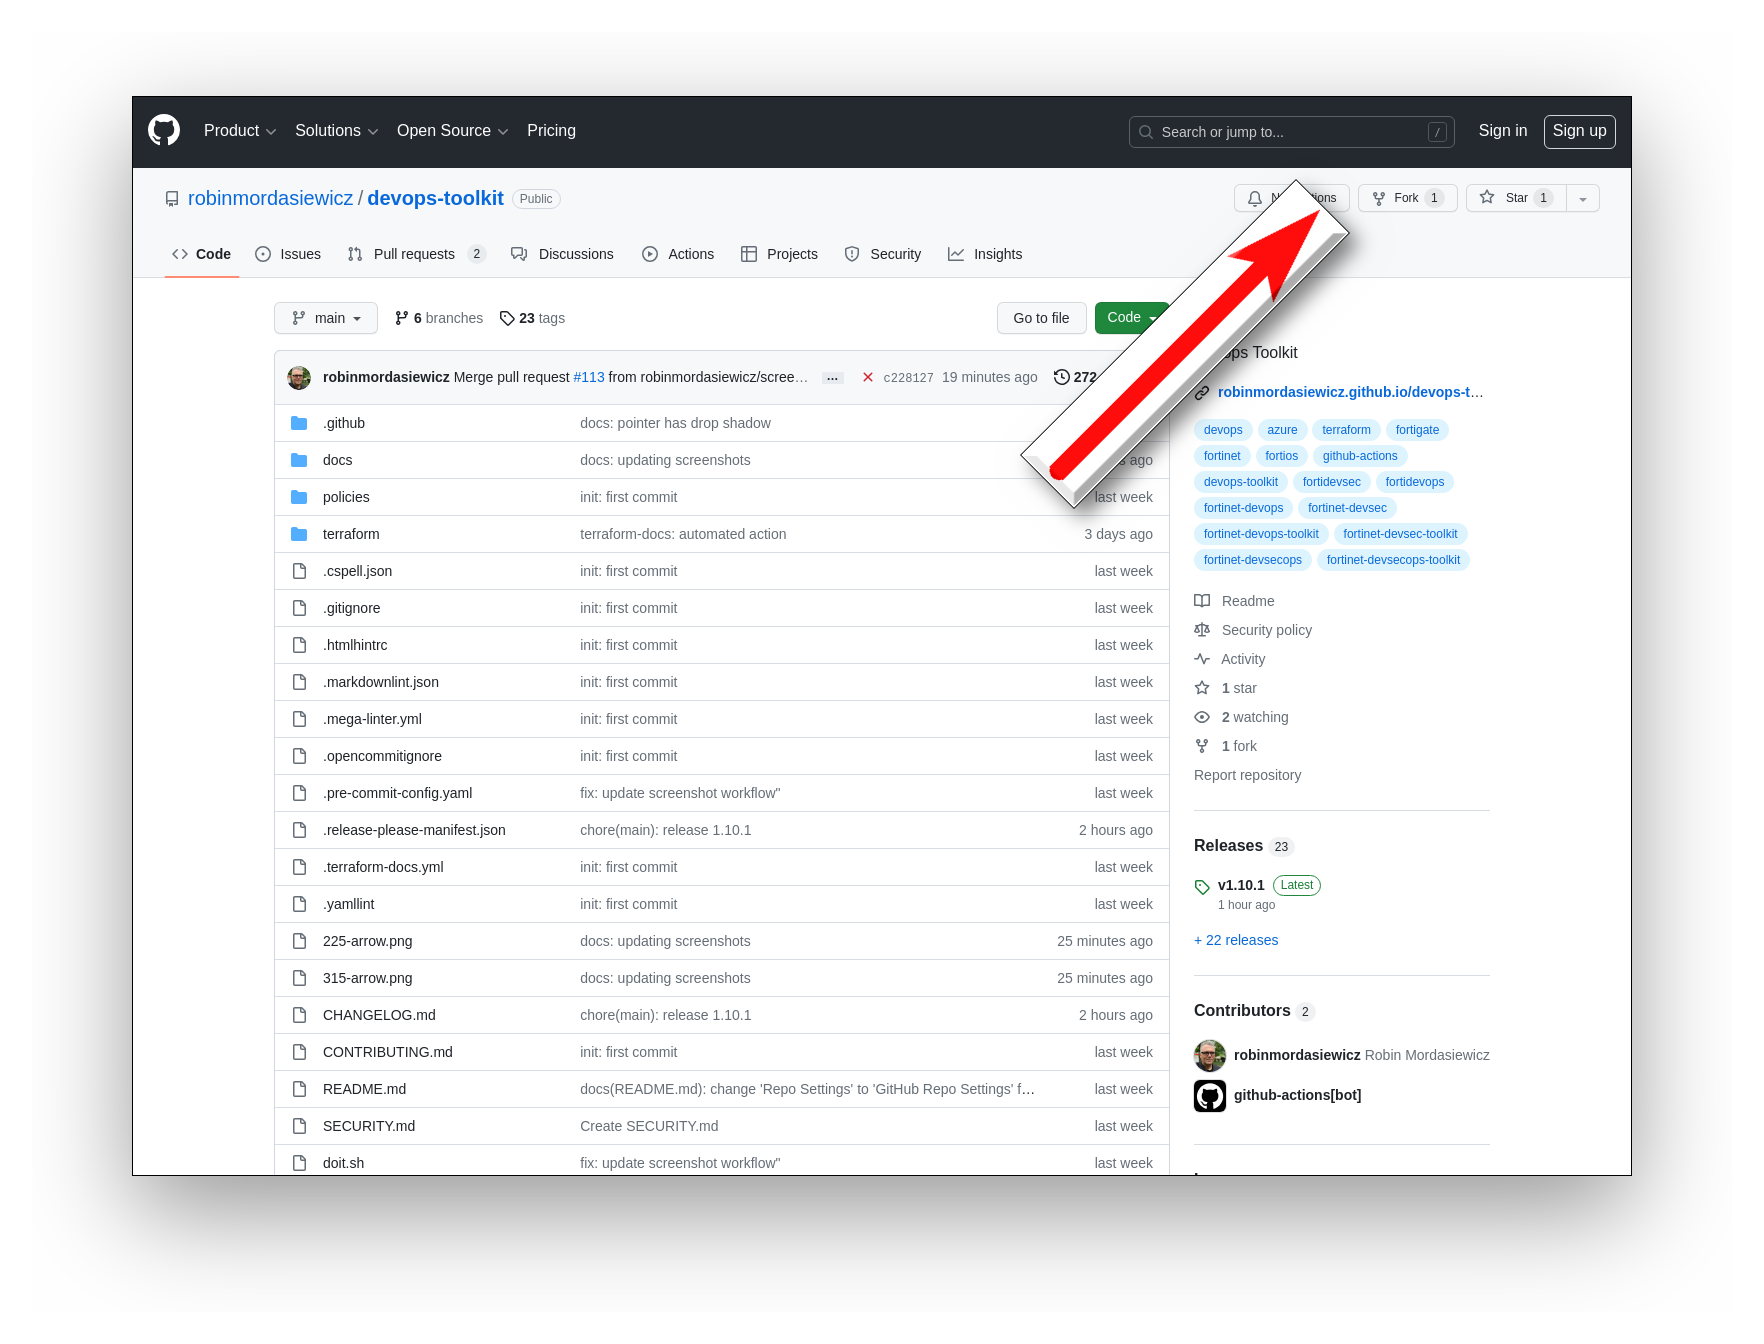 Product Solutions Open Source Pricing Search or jump to... / Sign in Sign up
robinmordasiewicz / devops-toolkit Public Fork 1 Star 1
Code Issues Pull requests 2 Discussions Actions Projects Security Insights
main 6 branches 23 tags Go to file Code
robinmordasiewicz Merge pull request #113 from robinmordasiewicz/scree… ... c228127 19 minutes ago 272
.github docs: pointer has drop shadow
docs docs: updating screenshots ago
policies init: first commit last week
terraform terraform-docs: automated action 3 days ago
.cspell.json init: first commit last week
.gitignore init: first commit last week
.htmlhintrc init: first commit last week
.markdownlint.json init: first commit last week
.mega-linter.yml init: first commit last week
.opencommitignore init: first commit last week
.pre-commit-config.yaml fix: update screenshot workflow" last week
.release-please-manifest.json chore(main): release 1.10.1 2 hours ago
.terraform-docs.yml init: first commit last week
.yamllint init: first commit last week
225-arrow.png docs: updating screenshots 25 minutes ago
315-arrow.png docs: updating screenshots 25 minutes ago
CHANGELOG.md chore(main): release 1.10.1 2 hours ago
CONTRIBUTING.md init: first commit last week
README.md docs(README.md): change 'Repo Settings' to 'GitHub Repo Settings' f… last week
SECURITY.md Create SECURITY.md last week
doit.sh fix: update screenshot workflow" last week
Toolkit
robinmordasiewicz.github.io/devops-t…
devops azure terraform fortigate
fortinet fortios github-actions
devops-toolkit fortidevsec fortidevops
fortinet-devops fortinet-devsec
fortinet-devops-toolkit fortinet-devsec-toolkit
fortinet-devsecops fortinet-devsecops-toolkit
Readme
Security policy
Activity
1 star
2 watching
1 fork
Report repository
Releases 23
v1.10.1 Latest
1 hour ago
+ 22 releases
Contributors 2
robinmordasiewicz Robin Mordasiewicz
github-actions[bot]